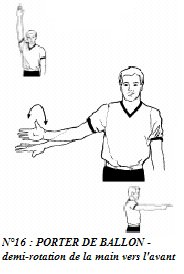 N°16 : PORTER DE BALLON -
demi-rotation de la main vers l'avant